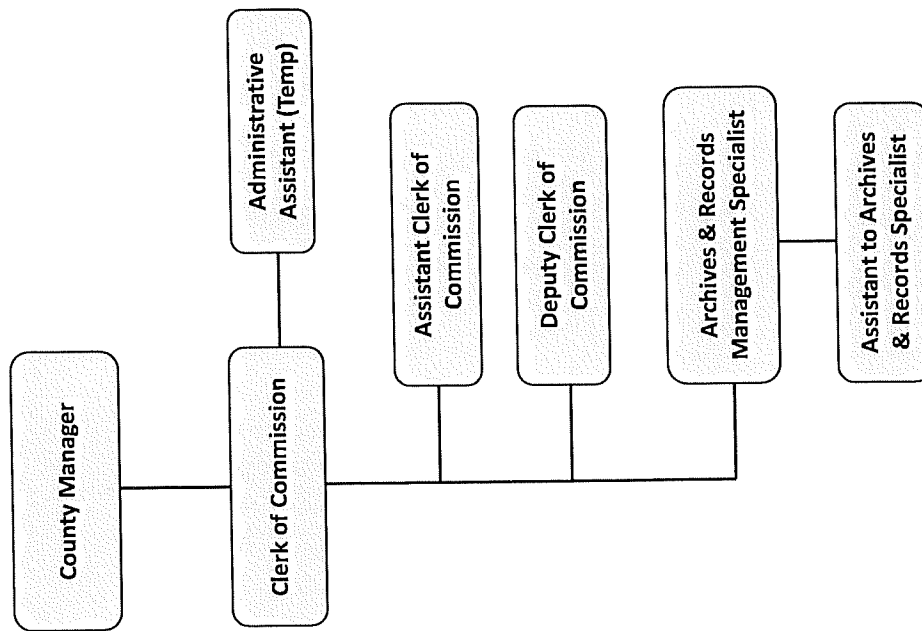 County Manager
Clerk of Commission
Administrative
Assistant (Temp)
Assistant Clerk of
Commission
Deputy Clerk of
Commission
Archives & Records
Management Specialist
Assistant to Archives
& Records Specialist